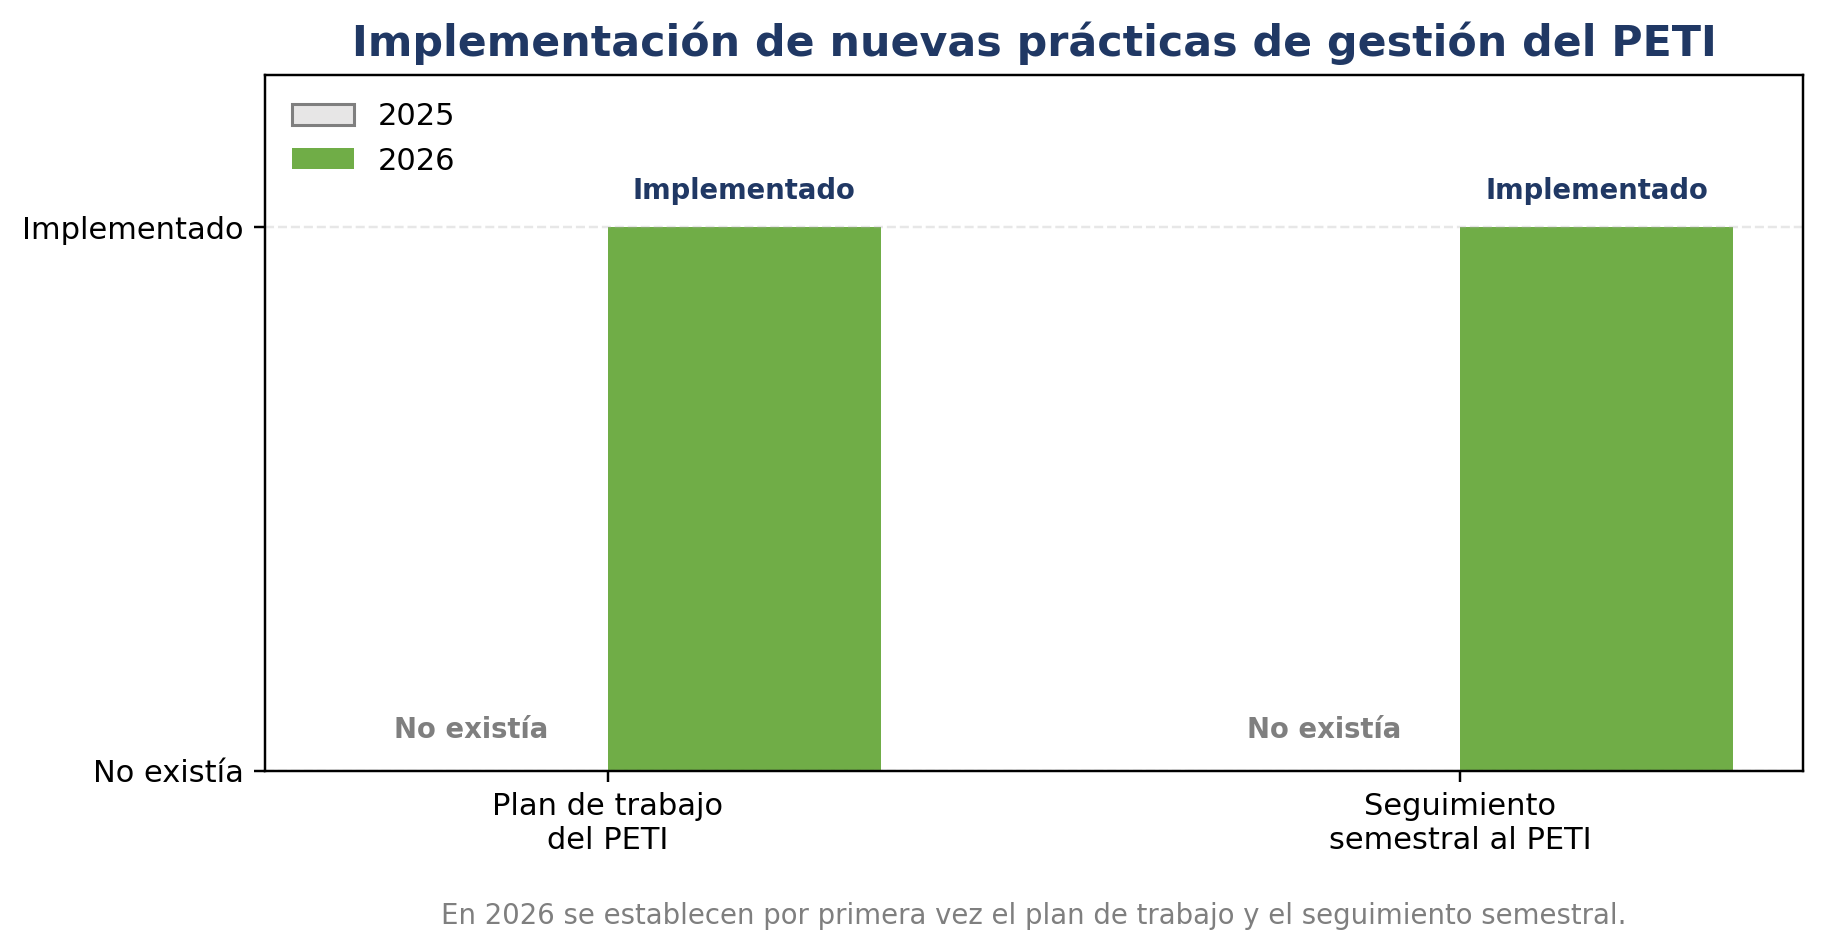 Implementación de nuevas prácticas de gestión del PETI
2025
2026
Implementado
Implementado
Implementado
No existía
No existía
No existía
Plan de trabajo
del PETI
Seguimiento
semestral al PETI
En 2026 se establecen por primera vez el plan de trabajo y el seguimiento semestral.